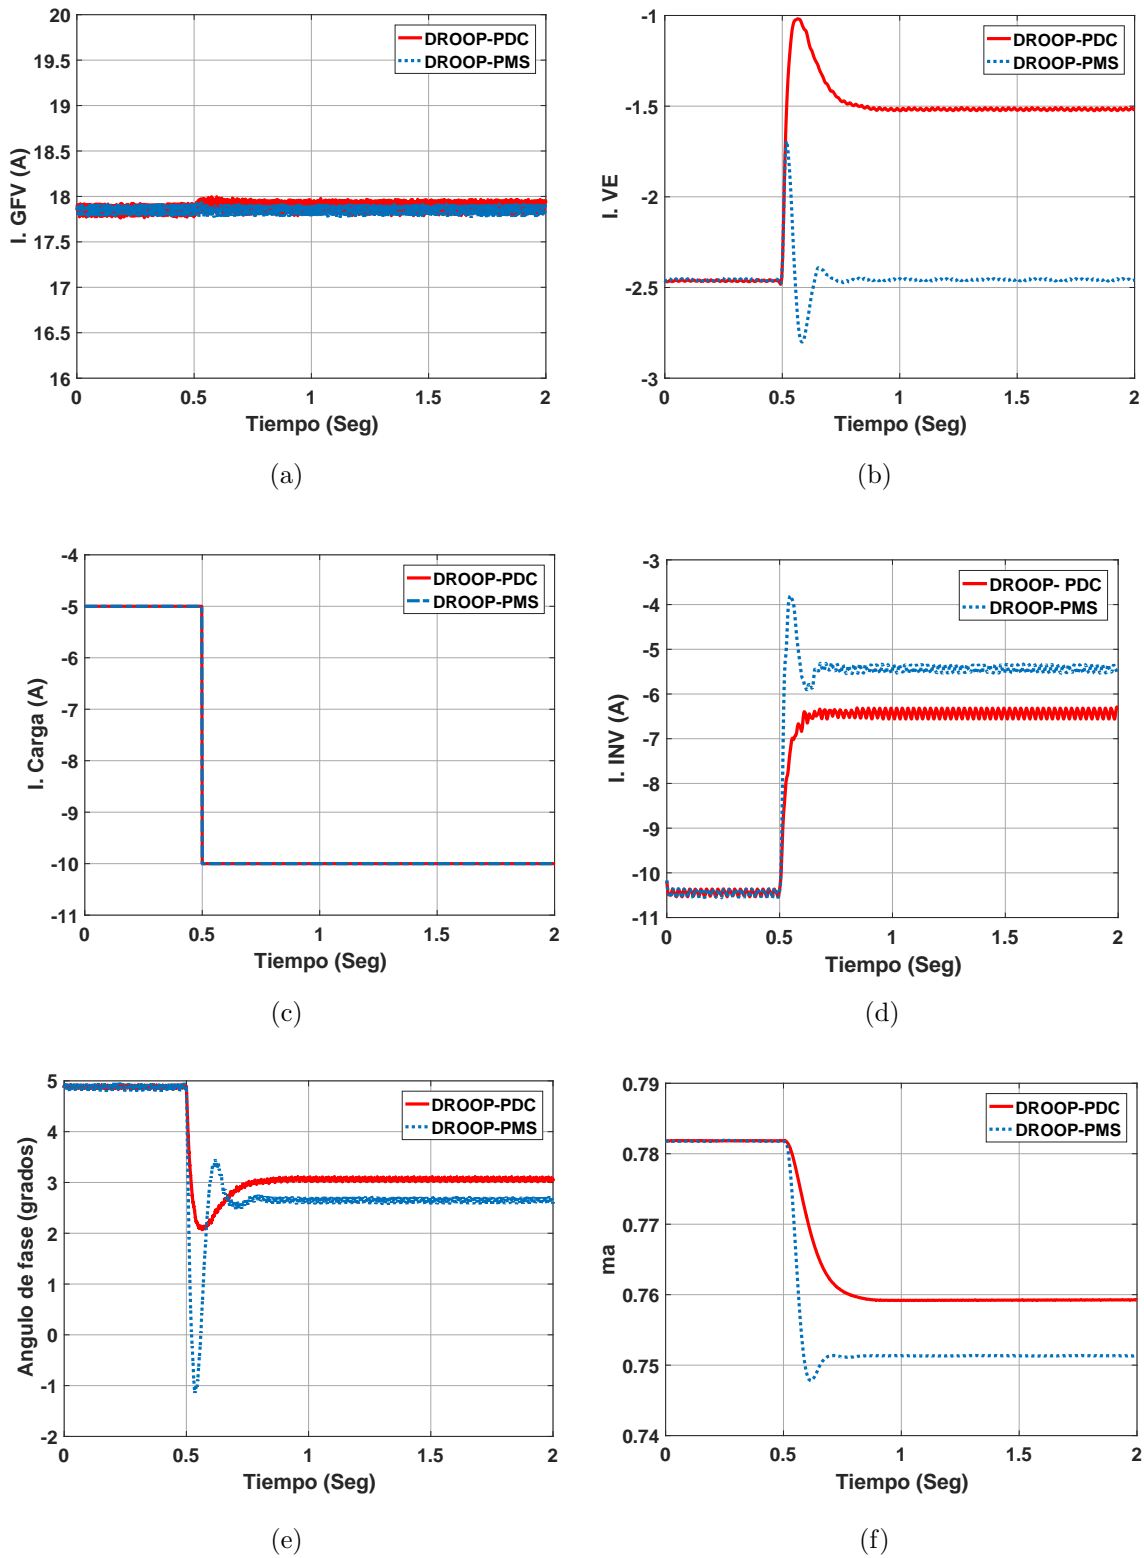 20
19.5
19
18.5
18
17.5
17
16.5
16
I. GFV (A)
DROOP-PDC
DROOP-PMS
0 0.5 1 1.5 2
Tiempo (Seg)
(a)
-1
-1.5
-2
-2.5
-3
I. VE
DROOP-PDC
DROOP-PMS
0 0.5 1 1.5 2
Tiempo (Seg)
(b)
-4
-5
-6
-7
-8
-9
-10
-11
I. Carga (A)
DROOP-PDC
DROOP-PMS
0 0.5 1 1.5 2
Tiempo (Seg)
(c)
-3
-4
-5
-6
-7
-8
-9
-10
-11
I. INV (A)
DROOP- PDC
DROOP-PMS
0 0.5 1 1.5 2
Tiempo (Seg)
(d)
5
4
3
2
1
0
-1
-2
Angulo de fase (grados)
DROOP-PDC
DROOP-PMS
0 0.5 1 1.5 2
Tiempo (Seg)
(e)
0.79
0.78
0.77
0.76
0.75
0.74
ma
DROOP-PDC
DROOP-PMS
0 0.5 1 1.5 2
Tiempo (Seg)
(f)